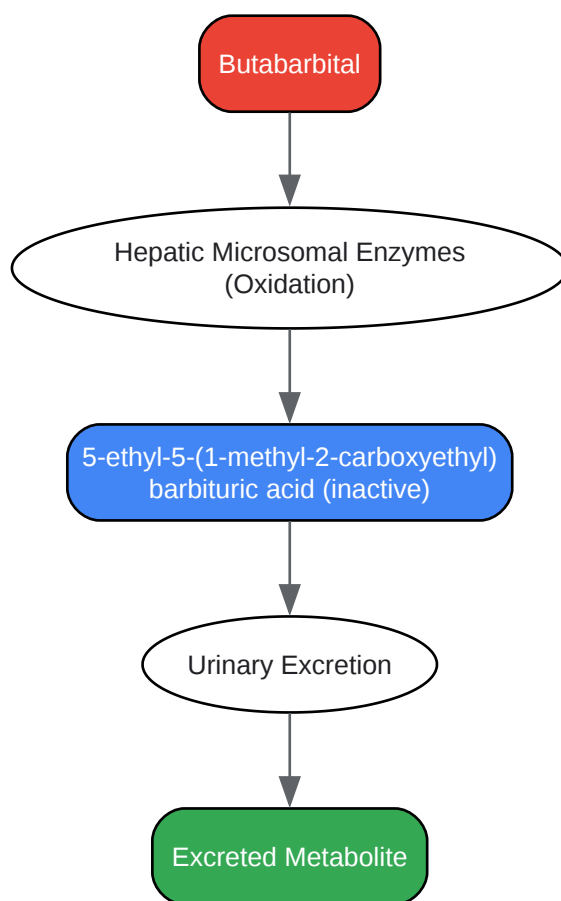 Butabarbital
Hepatic Microsomal Enzymes
(Oxidation)
5-ethyl-5-(1-methyl-2-carboxyethyl)
barbituric acid (inactive)
Urinary Excretion
Excreted Metabolite